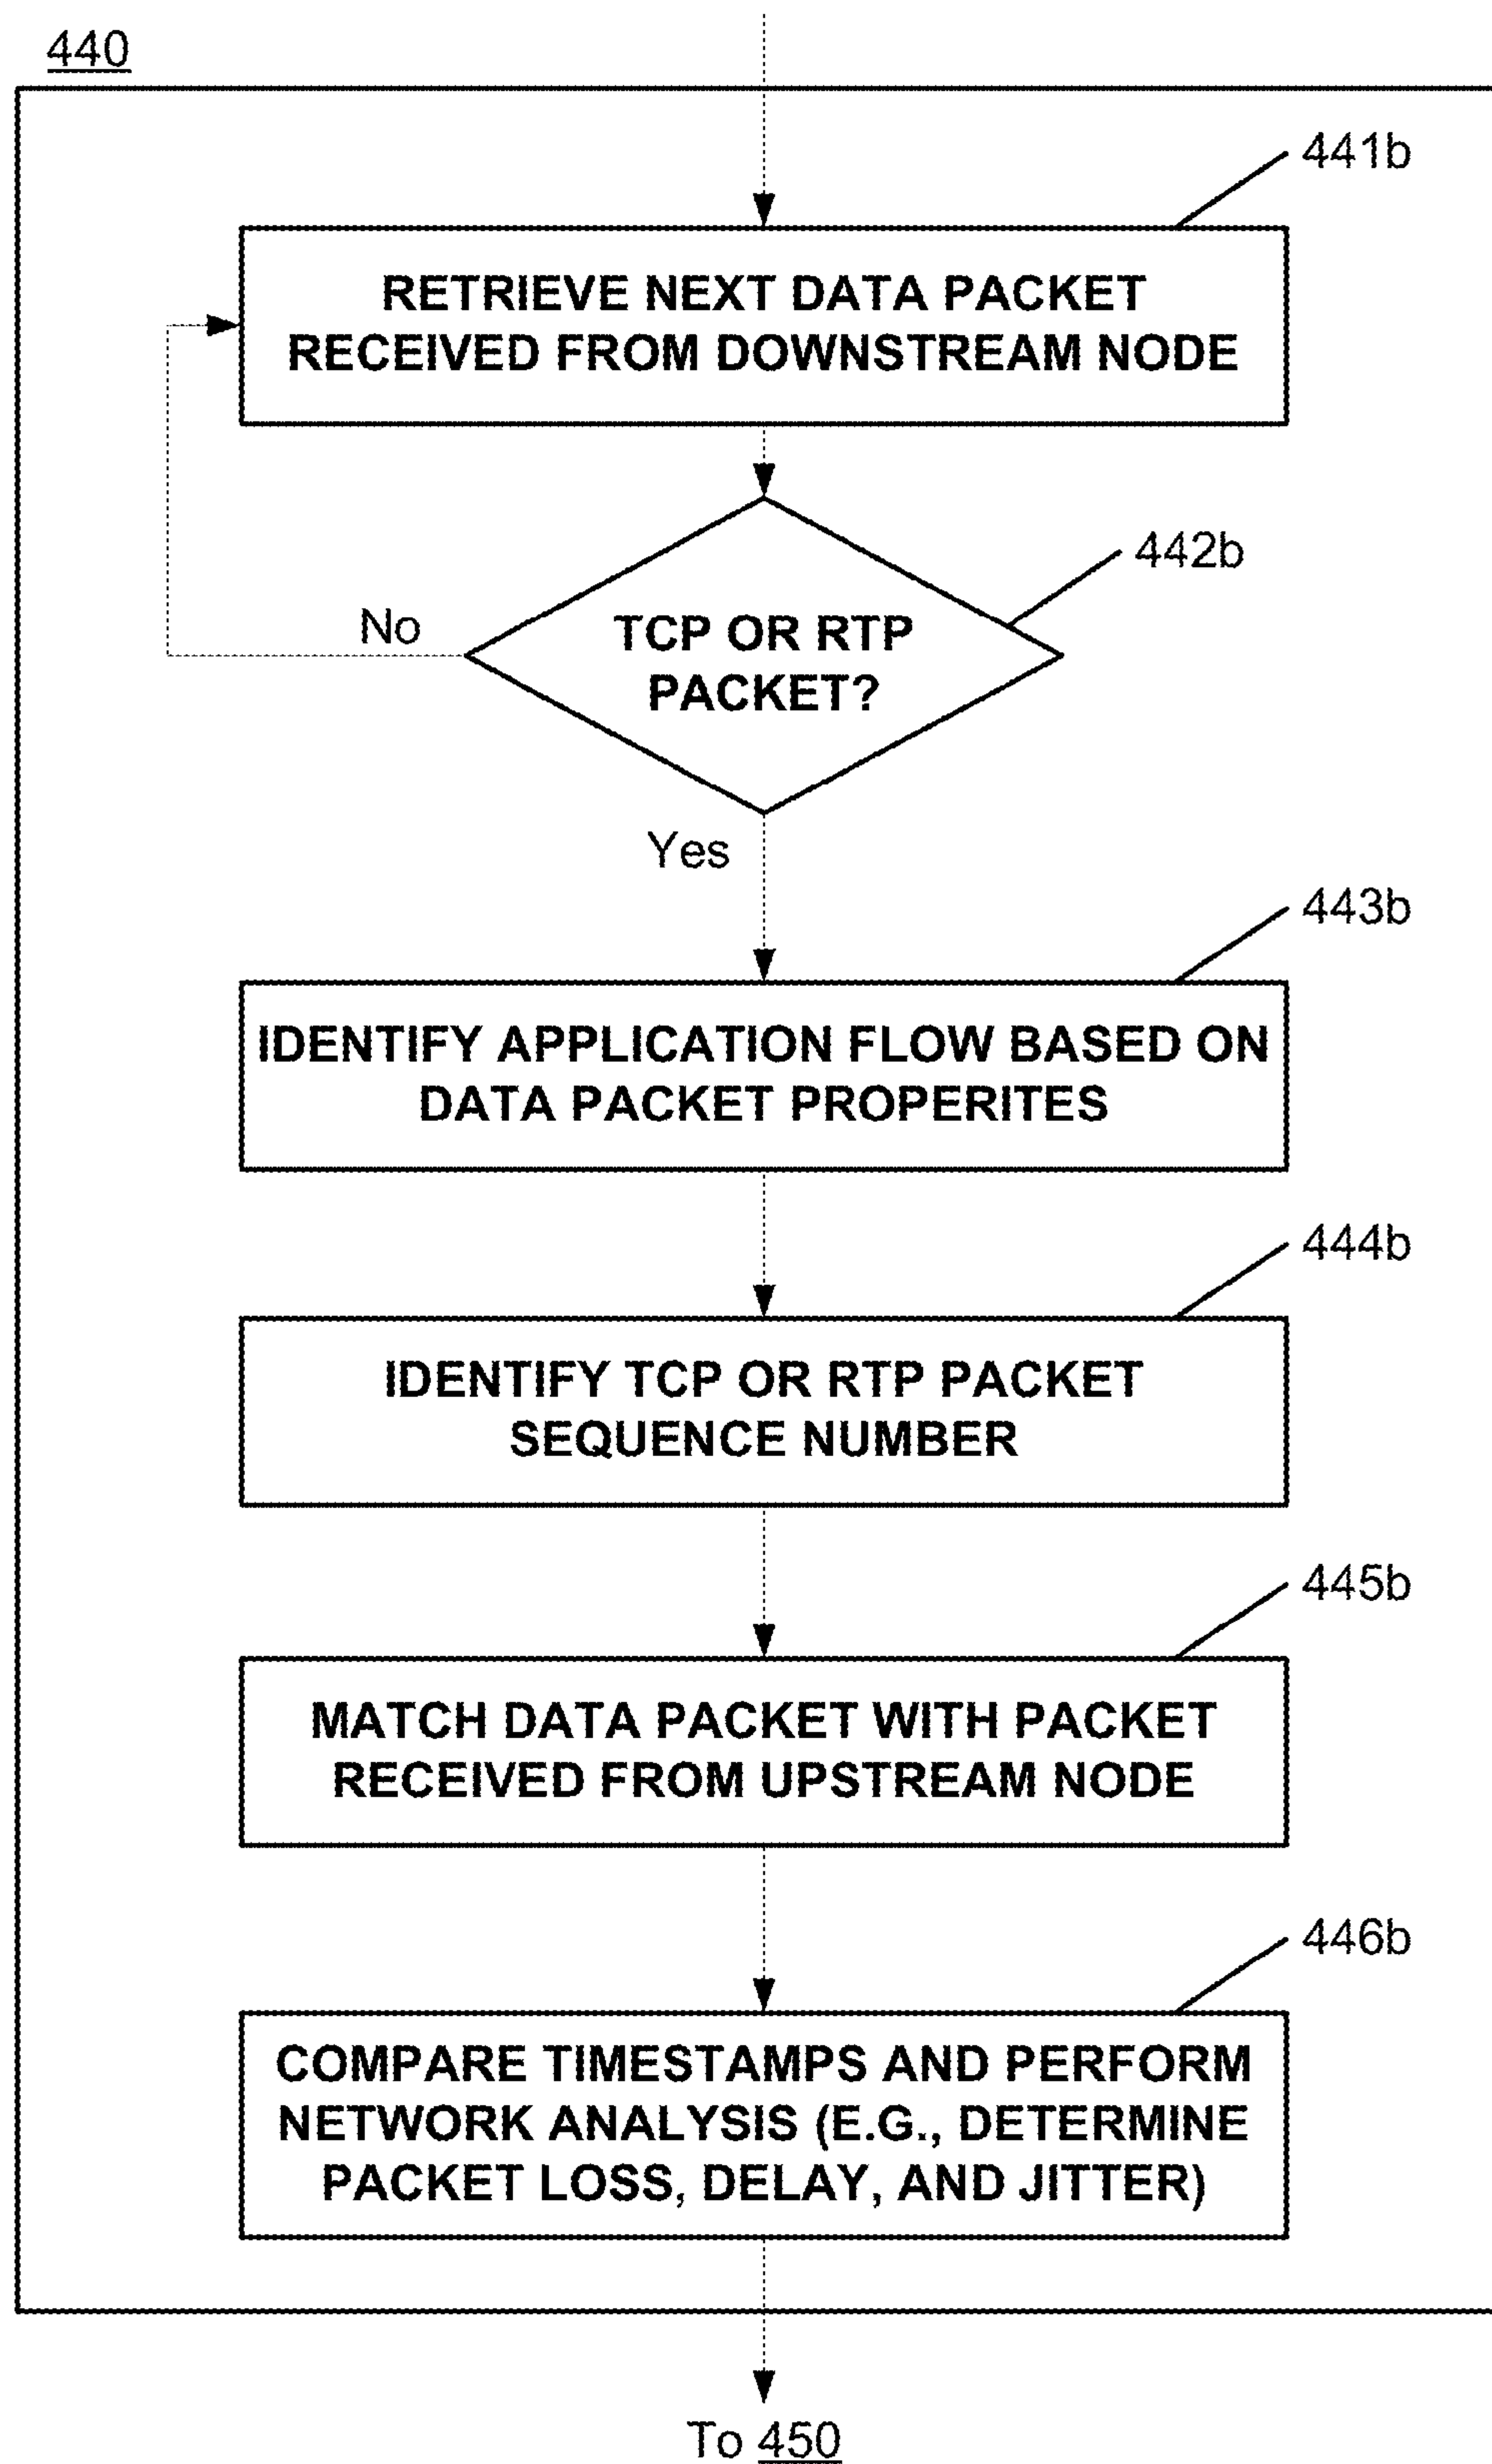 440
441b
RETRIEVE NEXT DATA PACKET
RECEIVED FROM DOWNSTREAM NODE
442b
No
TCP OR RTP
PACKET?
Yes
443b
IDENTIFY APPLICATION FLOW BASED ON
DATA PACKET PROPERITES
444b
IDENTIFY TCP OR RTP PACKET
SEQUENCE NUMBER
445b
MATCH DATA PACKET WITH PACKET
RECEIVED FROM UPSTREAM NODE
446b
COMPARE TIMESTAMPS AND PERFORM
NETWORK ANALYSIS (E.G., DETERMINE
PACKET LOSS, DELAY, AND JITTER)
To 450